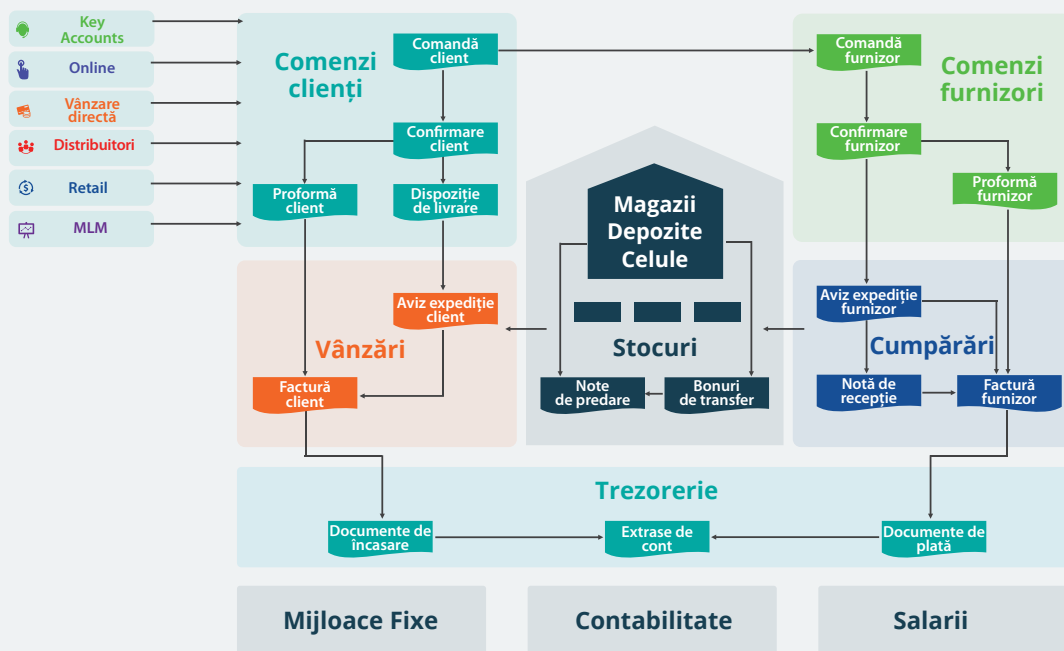 Key
Accounts
Online
Vânzare
directă
Distribuitori
Retail
MLM
Comenzi
clienți
Comandă
client
Confirmare
client
Proformă
client
Dispoziție
de livrare
Comandă
furnizor
Comenzi
furnizori
Confirmare
furnizor
Proformă
furnizor
Magazii
Depozite
Celule
Stocuri
Note
de predare
Bonuri
de transfer
Aviz expediție
client
Vânzări
Factură
client
Aviz expediție
furnizor
Cumpărări
Notă de
recepție
Factură
furnizor
Trezorerie
Documente de
încasare
Extrase de
cont
Documente de
plată
Mijloace Fixe
Contabilitate
Salarii